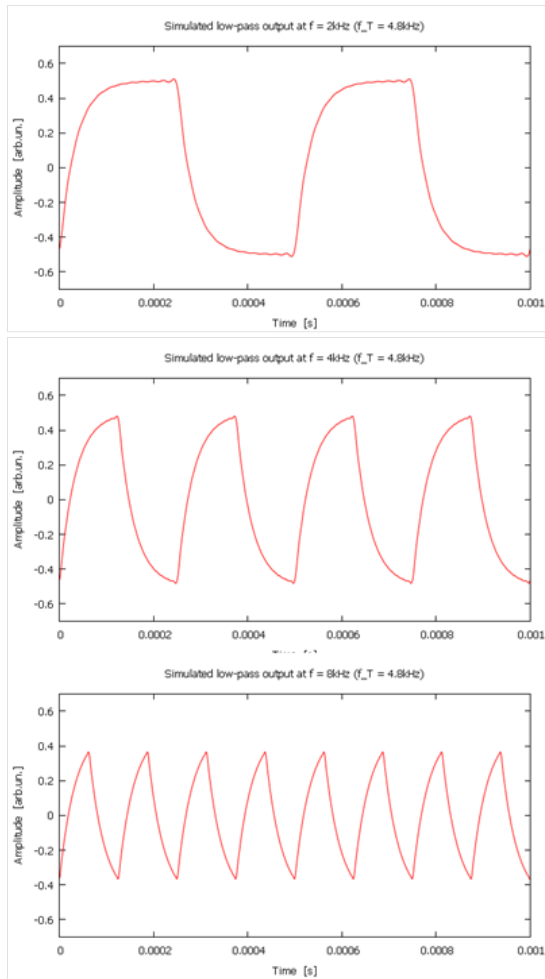 Simulated low-pass output at f = 2kHz (f_T = 4.8kHz)
Amplitude [arb.un.]
0.6
0.4
0.2
0
-0.2
-0.4
-0.6
0 0.0002 0.0004 0.0006 0.0008 0.001
Time [s]
Simulated low-pass output at f = 4kHz (f_T = 4.8kHz)
Amplitude [arb.un.]
0.6
0.4
0.2
0
-0.2
-0.4
-0.6
0 0.0002 0.0004 0.0006 0.0008 0.001
Time [s]
Simulated low-pass output at f = 8kHz (f_T = 4.8kHz)
Amplitude [arb.un.]
0.6
0.4
0.2
0
-0.2
-0.4
-0.6
0 0.0002 0.0004 0.0006 0.0008 0.001
Time [s]